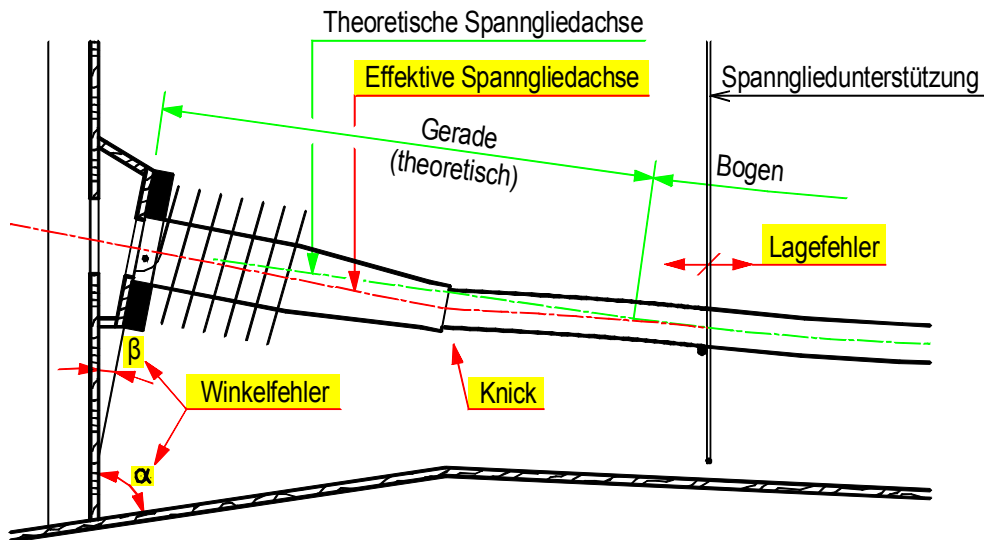 Theoretische Spanngliedachse
Effektive Spanngliedachse
Spanngliedunterstützung
Gerade
(theoretisch)
Bogen
Lagefehler
β
Winkelfehler
Knick
α